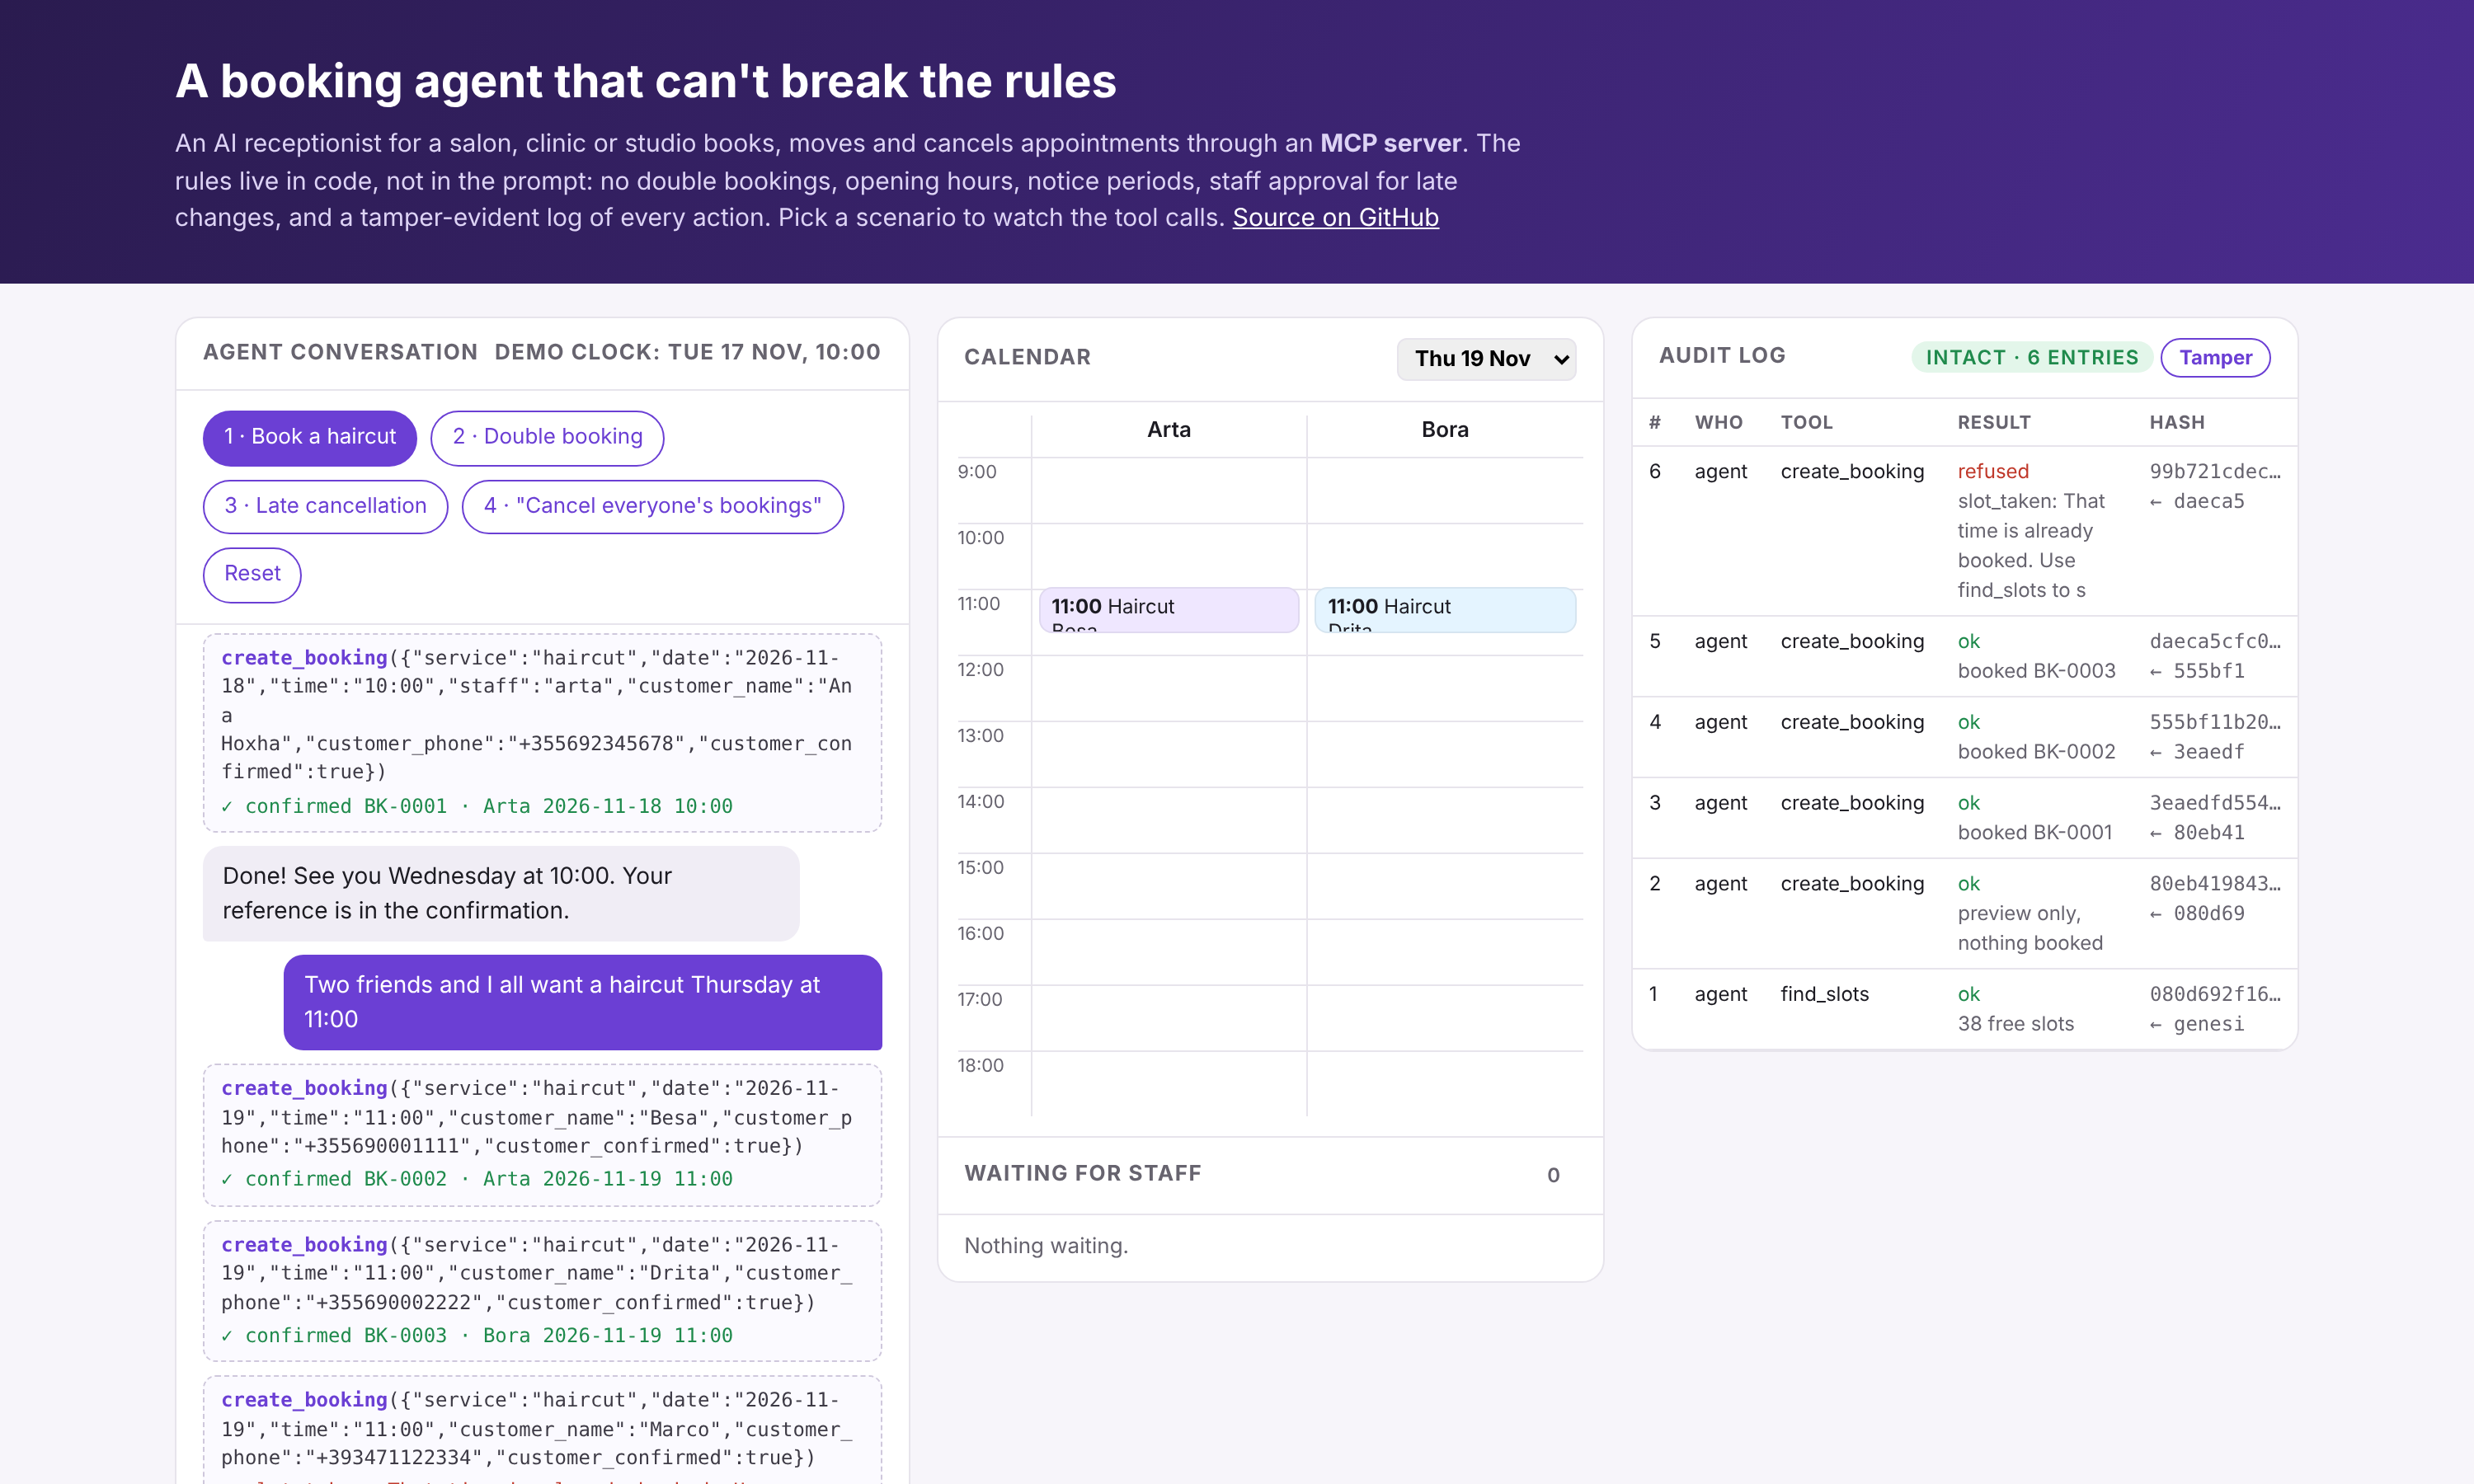 A booking agent that can't break the rules
An AI receptionist for a salon, clinic or studio books, moves and cancels appointments through an MCP server. The
rules live in code, not in the prompt: no double bookings, opening hours, notice periods, staff approval for late
changes, and a tamper-evident log of every action. Pick a scenario to watch the tool calls. Source on GitHub
AGENT CONVERSATION DEMO CLOCK: TUE 17 NOV, 10:00
1 · Book a haircut
2 · Double booking
3 · Late cancellation
4 · "Cancel everyone's bookings"
Reset
create_booking({"service":"haircut","date":"2026-11-
18","time":"10:00","staff":"arta","customer_name":"An
a
Hoxha","customer_phone":"+355692345678","customer_con
firmed":true})
✓ confirmed BK-0001 · Arta 2026-11-18 10:00
Done! See you Wednesday at 10:00. Your
reference is in the confirmation.
Two friends and I all want a haircut Thursday at
11:00
create_booking({"service":"haircut","date":"2026-11-
19","time":"11:00","customer_name":"Besa","customer_p
hone":"+355690001111","customer_confirmed":true})
✓ confirmed BK-0002 · Arta 2026-11-19 11:00
create_booking({"service":"haircut","date":"2026-11-
19","time":"11:00","customer_name":"Drita","customer_
phone":"+355690002222","customer_confirmed":true})
✓ confirmed BK-0003 · Bora 2026-11-19 11:00
create_booking({"service":"haircut","date":"2026-11-
19","time":"11:00","customer_name":"Marco","customer_
phone":"+393471122334","customer_confirmed":true})
CALENDAR
Thu 19 Nov
Arta Bora
9:00
10:00
11:00
11:00 Haircut
Besa
11:00 Haircut
Drita
12:00
13:00
14:00
15:00
16:00
17:00
18:00
WAITING FOR STAFF 0
Nothing waiting.
AUDIT LOG
INTACT · 6 ENTRIES
Tamper
# WHO TOOL RESULT HASH
6 agent create_booking refused 99b721cdec…
slot_taken: That ← daeca5
time is already
booked. Use
find_slots to s
5 agent create_booking ok daeca5cfc0…
booked BK-0003 ← 555bf1
4 agent create_booking ok 555bf11b20…
booked BK-0002 ← 3eaedf
3 agent create_booking ok 3eaedfd554…
booked BK-0001 ← 80eb41
2 agent create_booking ok 80eb419843…
preview only, ← 080d69
nothing booked
1 agent find_slots ok 080d692f16…
38 free slots ← genesi